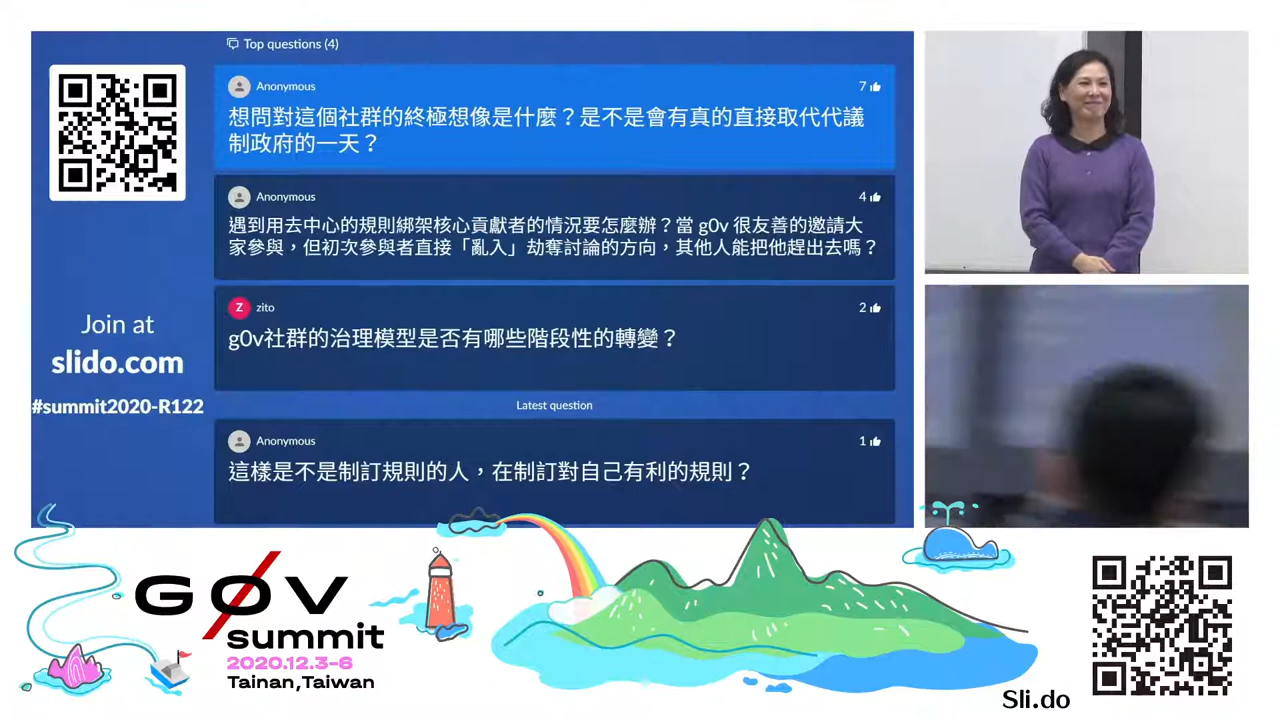 Top questions (4)
Anonymous
7
想問對這個社群的終極想像是什麼？是不是會有真的直接取代代議
制政府的一天？
Anonymous
4
遇到用去中心的規則綁架核心貢獻者的情況要怎麼辦？當 g0v 很友善的邀請大
家參與，但初次參與者直接「亂入」劫奪討論的方向，其他人能把他趕出去嗎？
Z
zito
2
g0v社群的治理模型是否有哪些階段性的轉變？
Latest question
Anonymous
1
這樣是不是制訂規則的人，在制訂對自己有利的規則？
Join at
slido.com
#summit2020-R122
GØV
summit
2020.12.3-6
Tainan,Taiwan
Sli.do